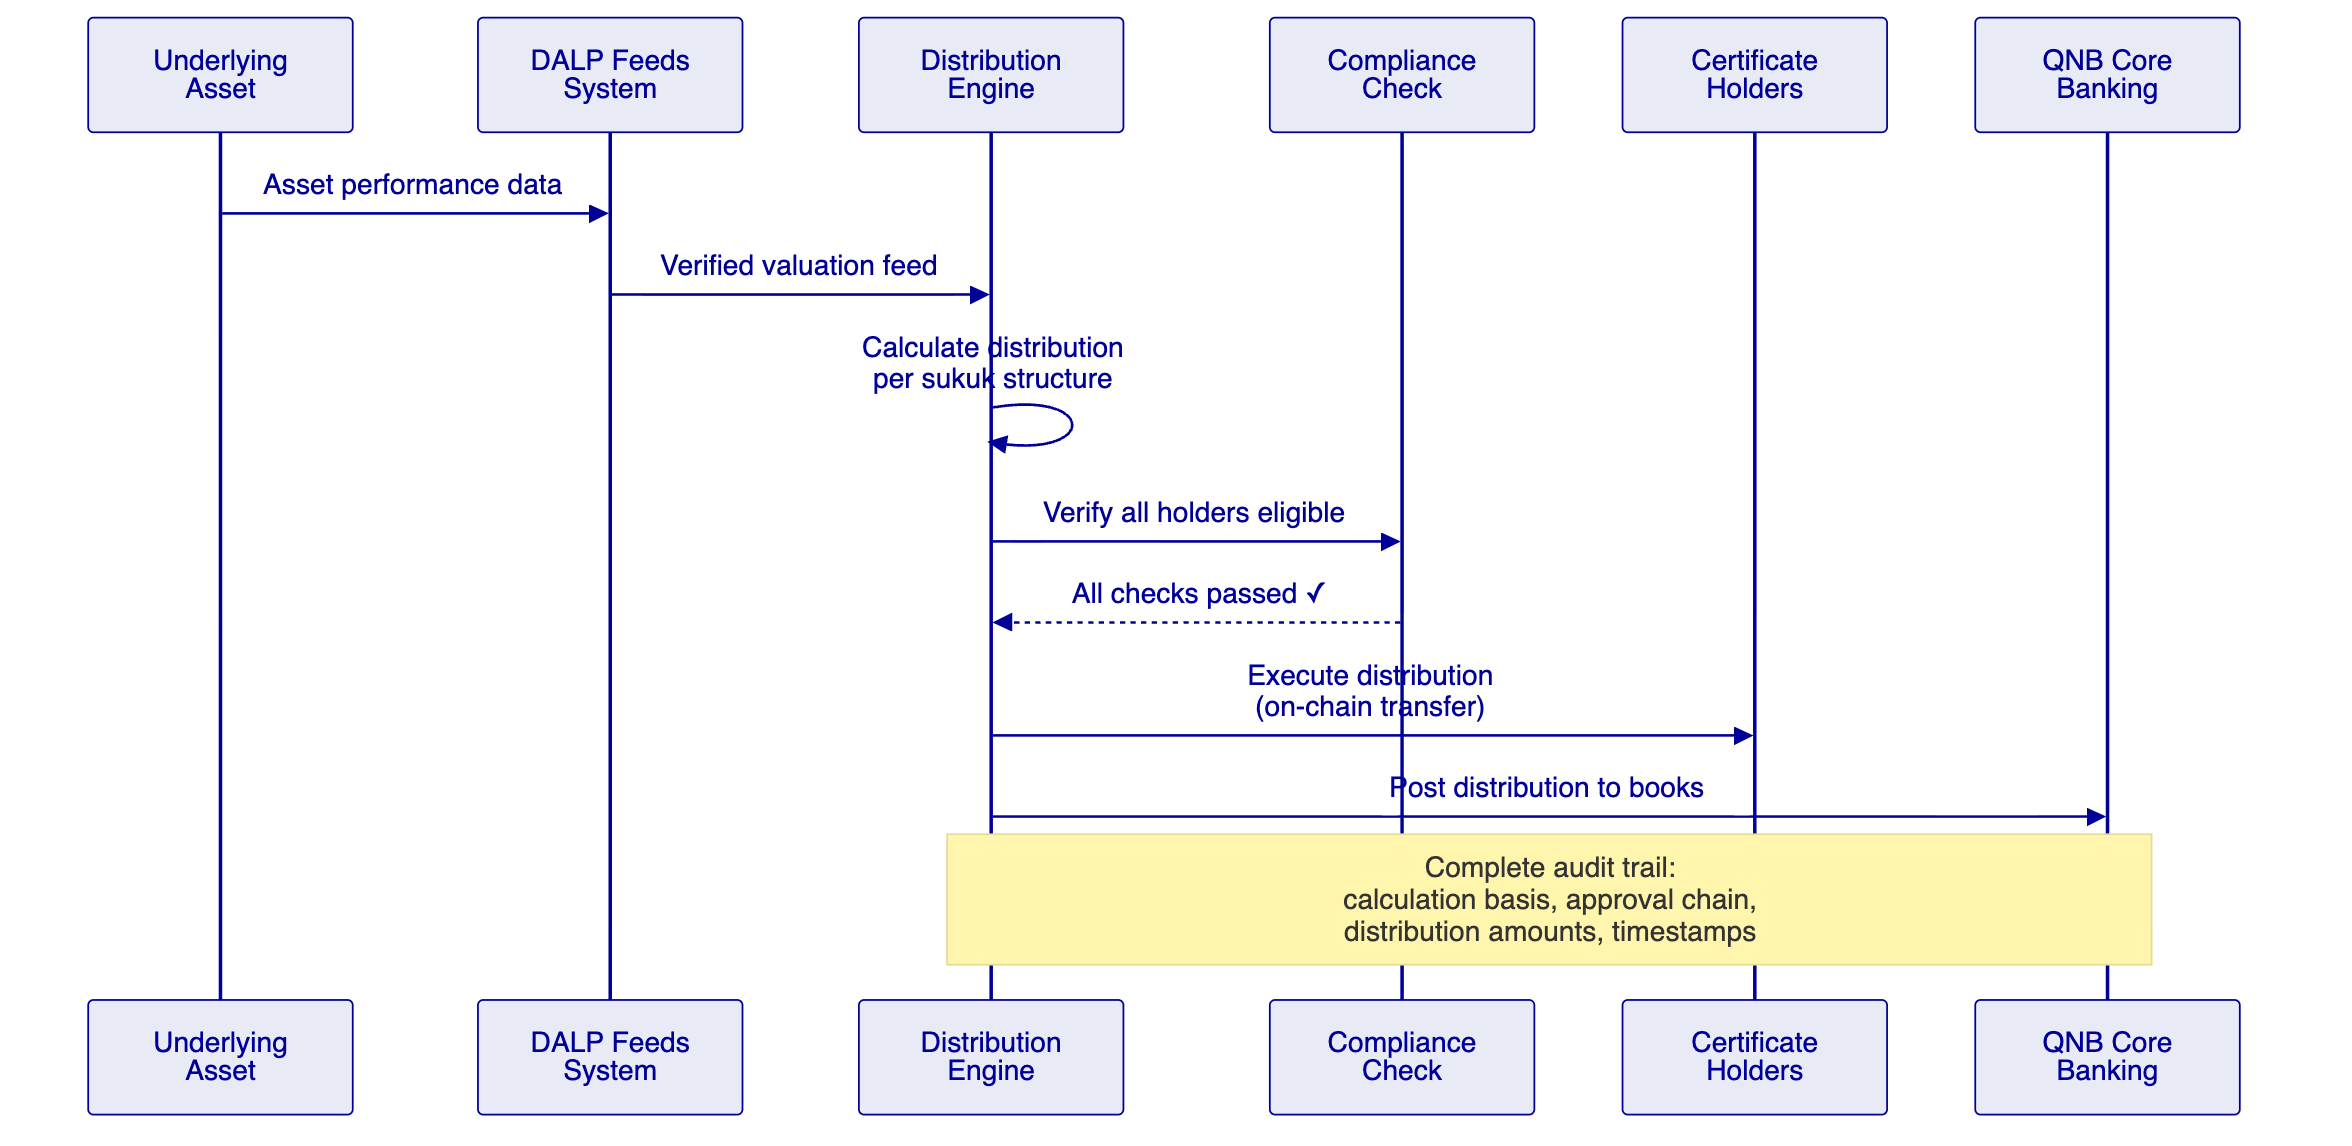 Underlying
Asset
DALP Feeds
System
Distribution
Engine
Compliance
Check
Certificate
Holders
QNB Core
Banking
Asset performance data
Verified valuation feed
Calculate distribution
per sukuk structure
Verify all holders eligible
All checks passed ✓
Execute distribution
(on-chain transfer)
Post distribution to books
Complete audit trail:
calculation basis, approval chain,
distribution amounts, timestamps
Underlying
Asset
DALP Feeds
System
Distribution
Engine
Compliance
Check
Certificate
Holders
QNB Core
Banking